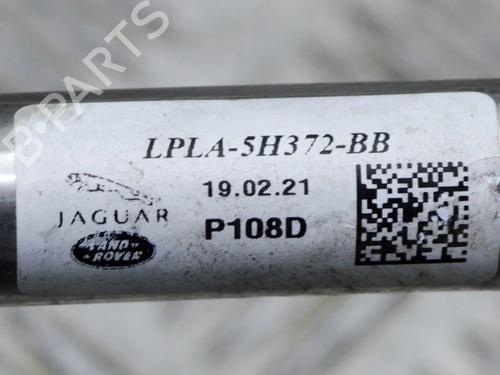 LPLA-5H372-BB
19.02.21
JAGUAR
P108D
LAND
ROVER
B-PARTS